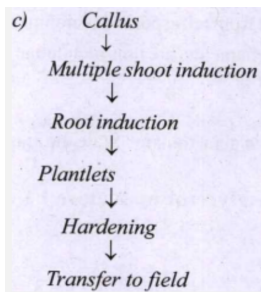 c) Callus
↓
Multiple shoot induction
↓
Root induction
↓
Plantlets
↓
Hardening
↓
Transfer to field